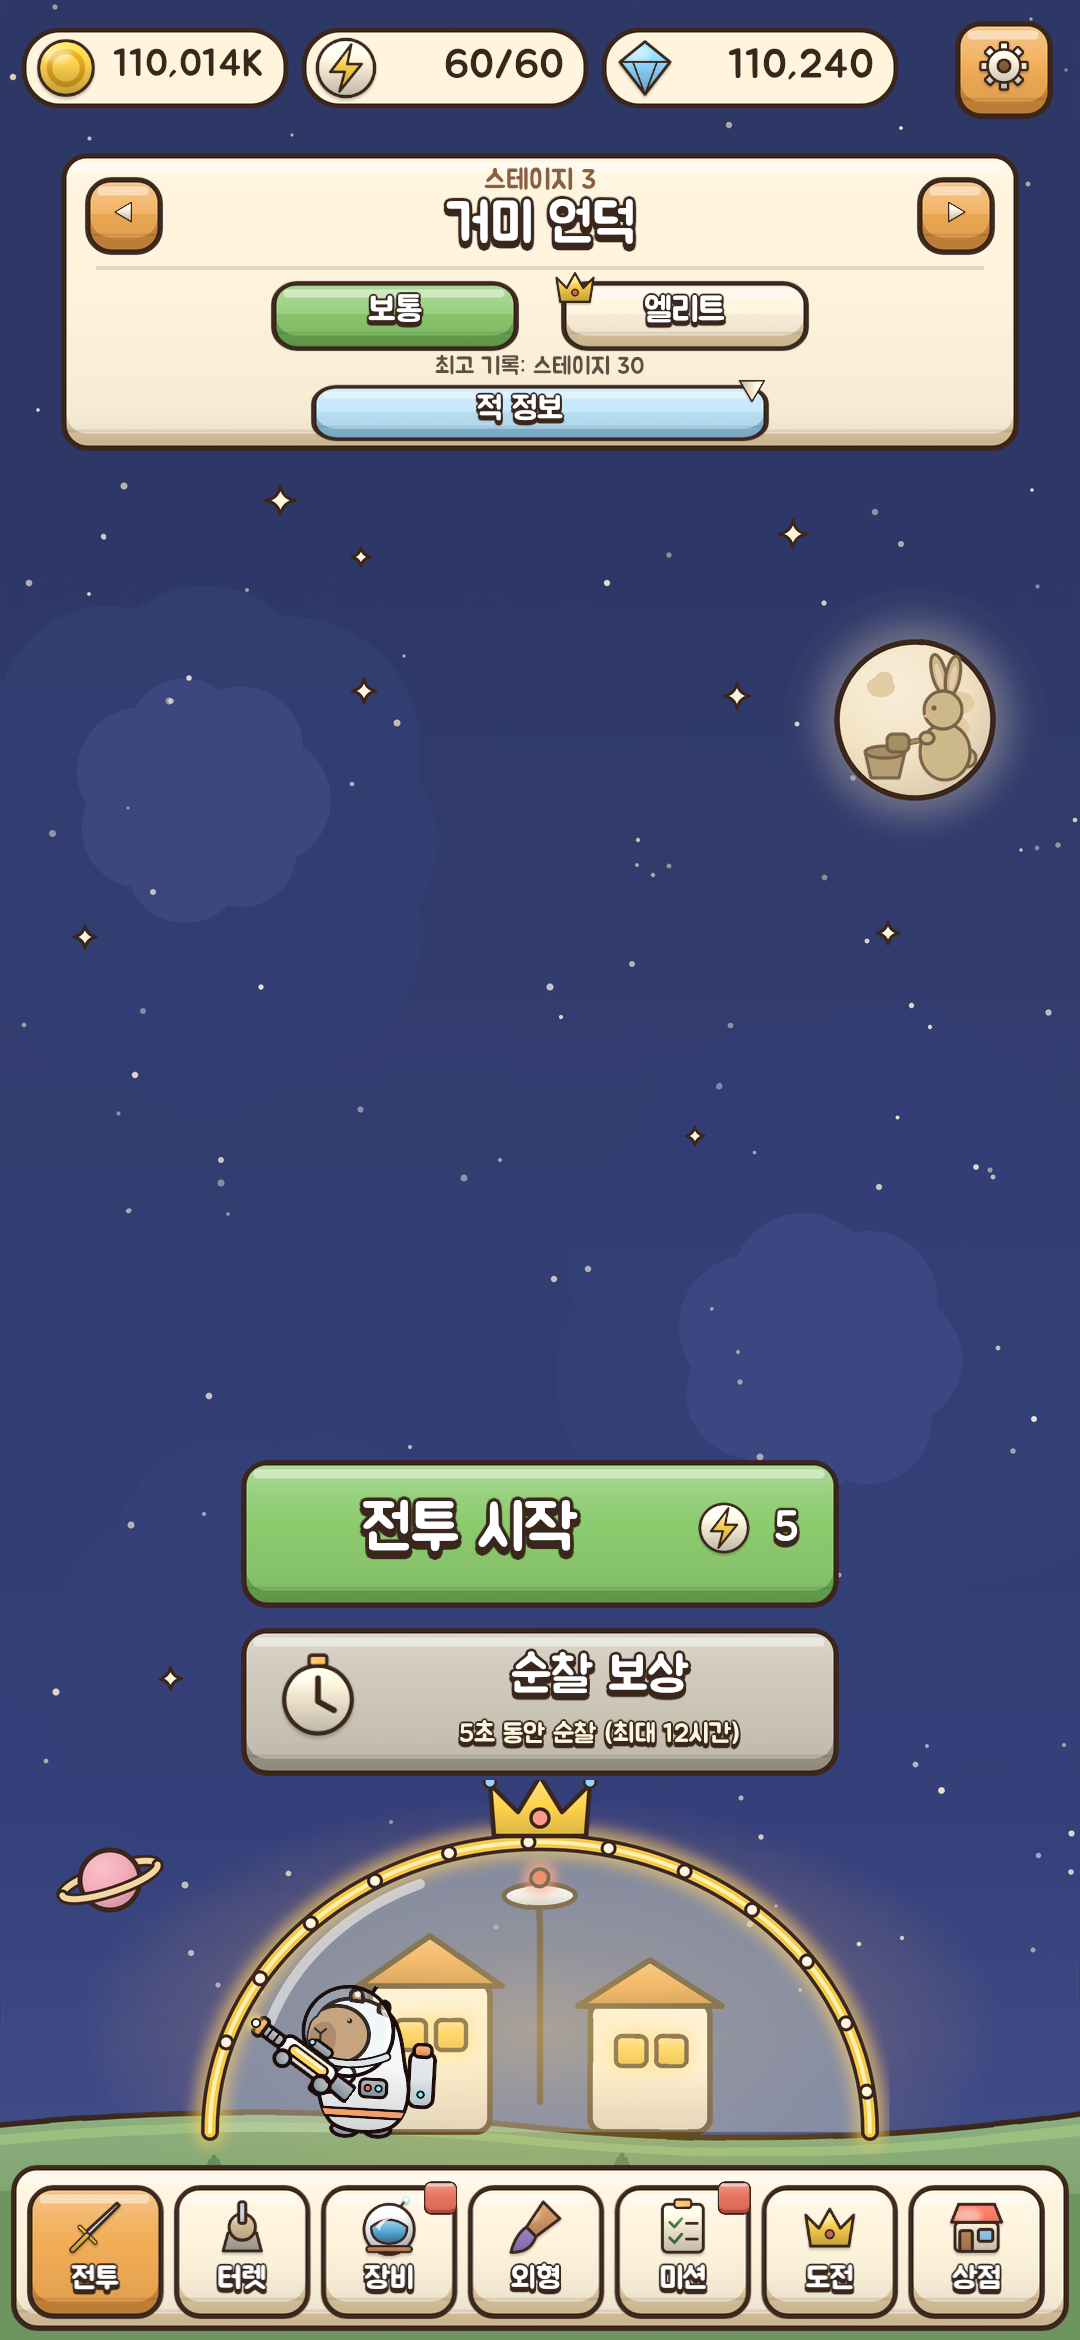 110,014K
60/60
110,240
스테이지 3
거미 언덕
보통
엘리트
최고 기록: 스테이지 30
적 정보
전투 시작
5
순찰 보상
5초 동안 순찰 (최대 12시간)
전투
터렛
장비
외형
미션
도전
상점